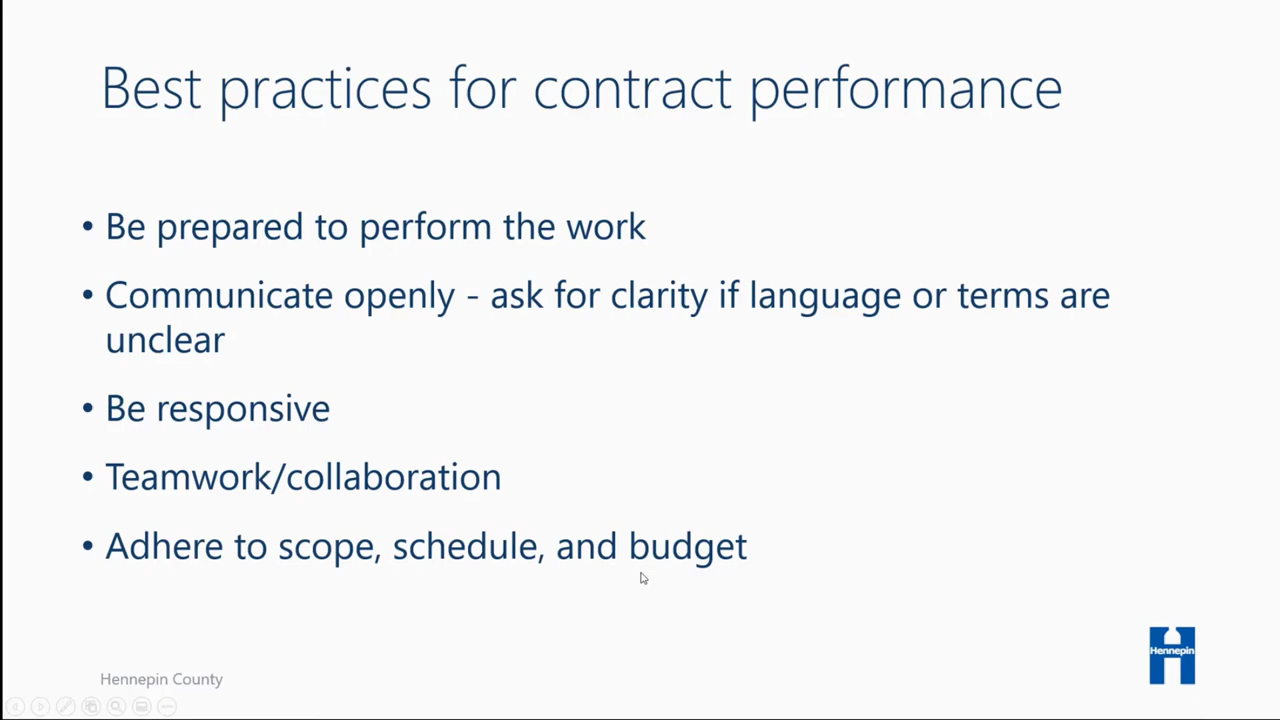 Best practices for contract performance
• Be prepared to perform the work
• Communicate openly - ask for clarity if language or terms are
unclear
• Be responsive
• Teamwork/collaboration
• Adhere to scope, schedule, and budget
Hennepin
Hennepin County